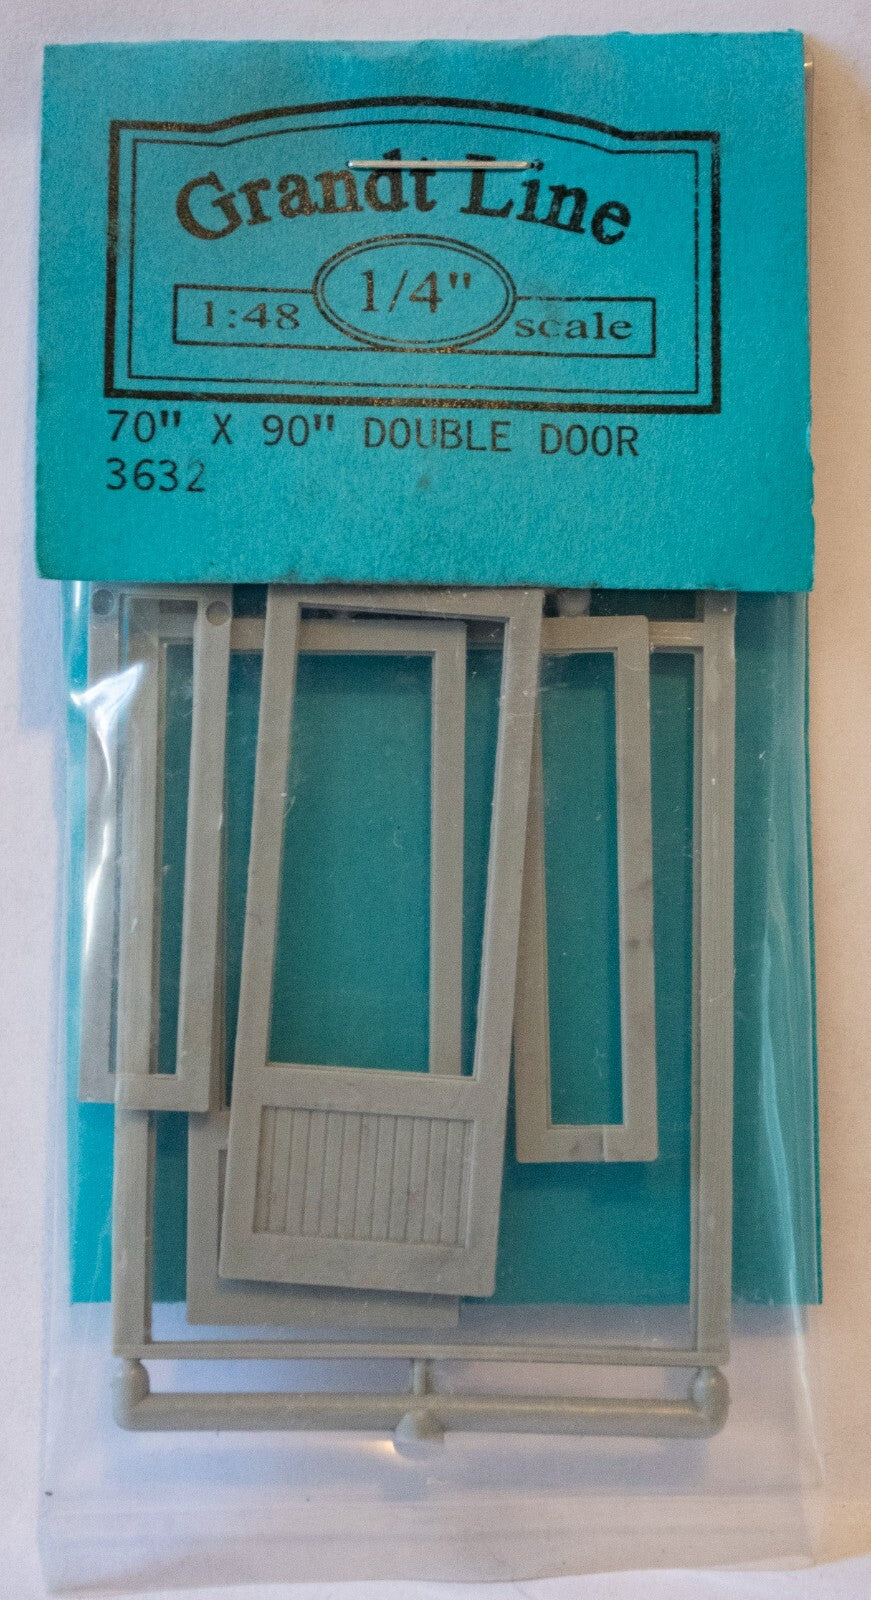 Grandt Line
1:48 1/4" scale
70" X 90" DOUBLE DOOR
3632